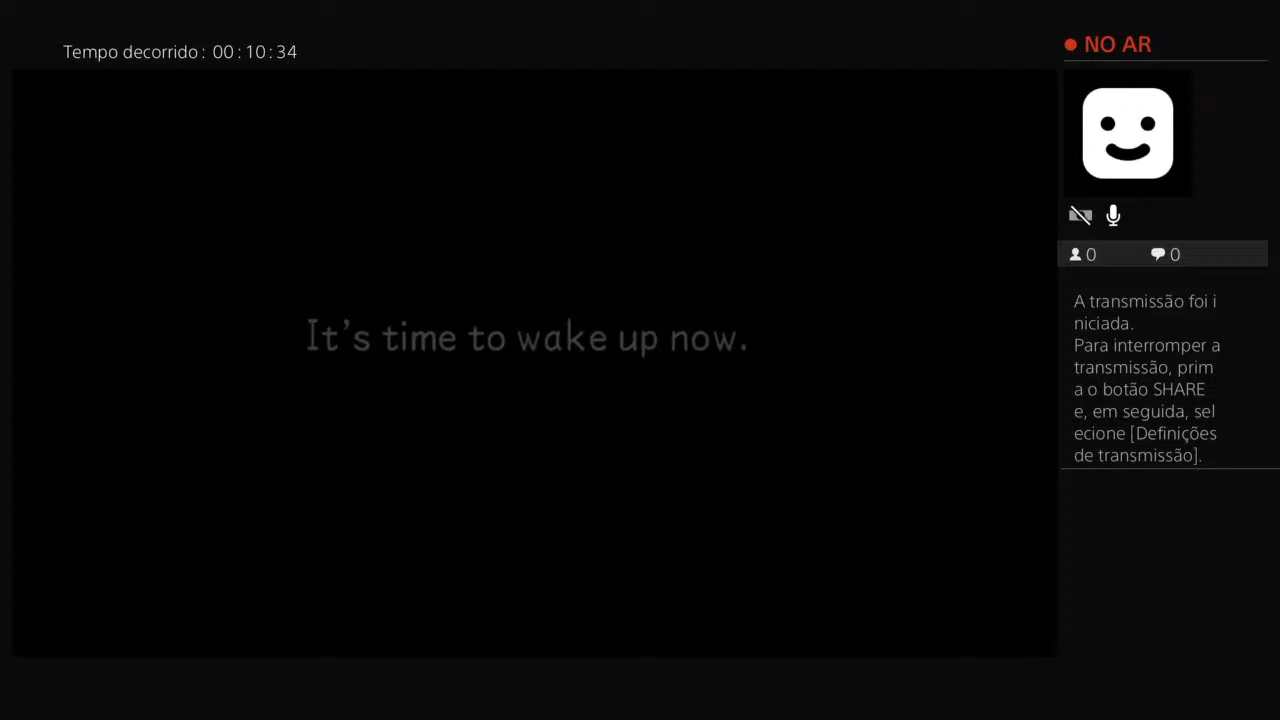 Tempo decorrido: 00:10:34
NO AR
It's time to wake up now.
0 0
A transmissão foi i
niciada.
Para interromper a
transmissão, prim
a o botão SHARE
e, em seguida, sel
ecione [Definições
de transmissão].